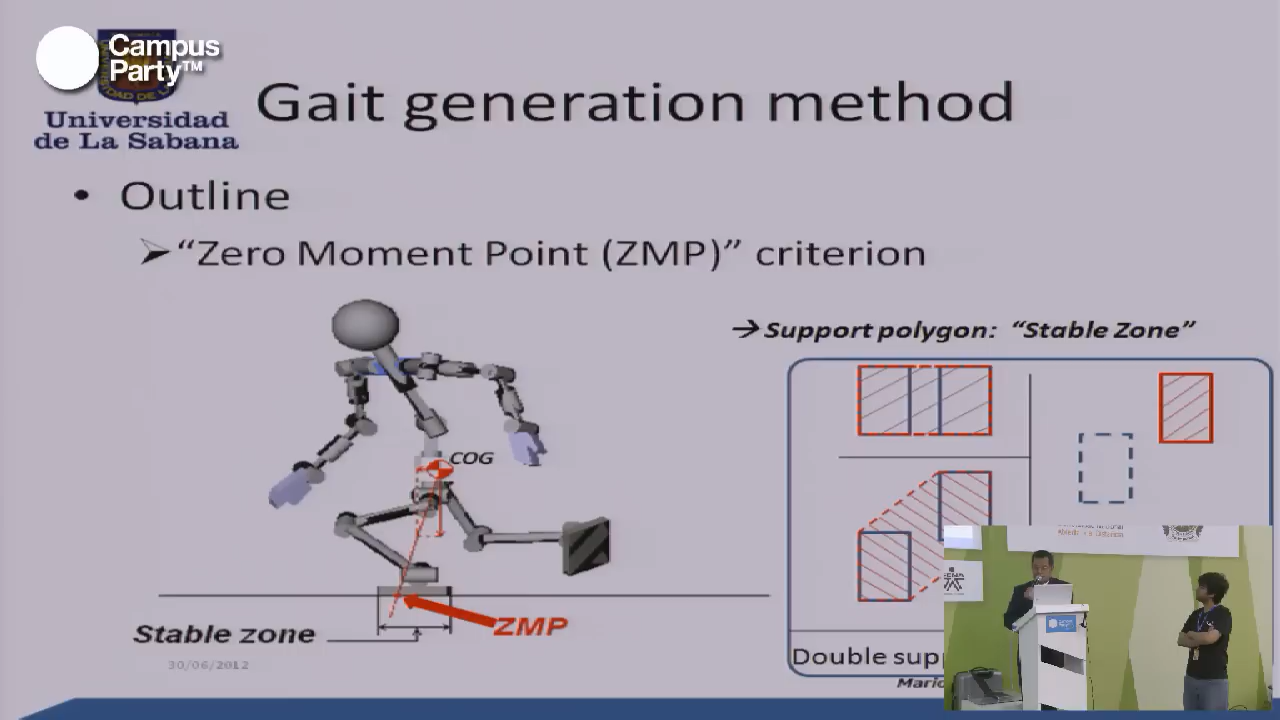 Campus
Party™
Universidad
de La Sabana
Gait generation method
• Outline
➢ “Zero Moment Point (ZMP)” criterion
→ Support polygon: “Stable Zone”
COG
ZMP
Stable zone
30/06/2012
Double supp
Mario